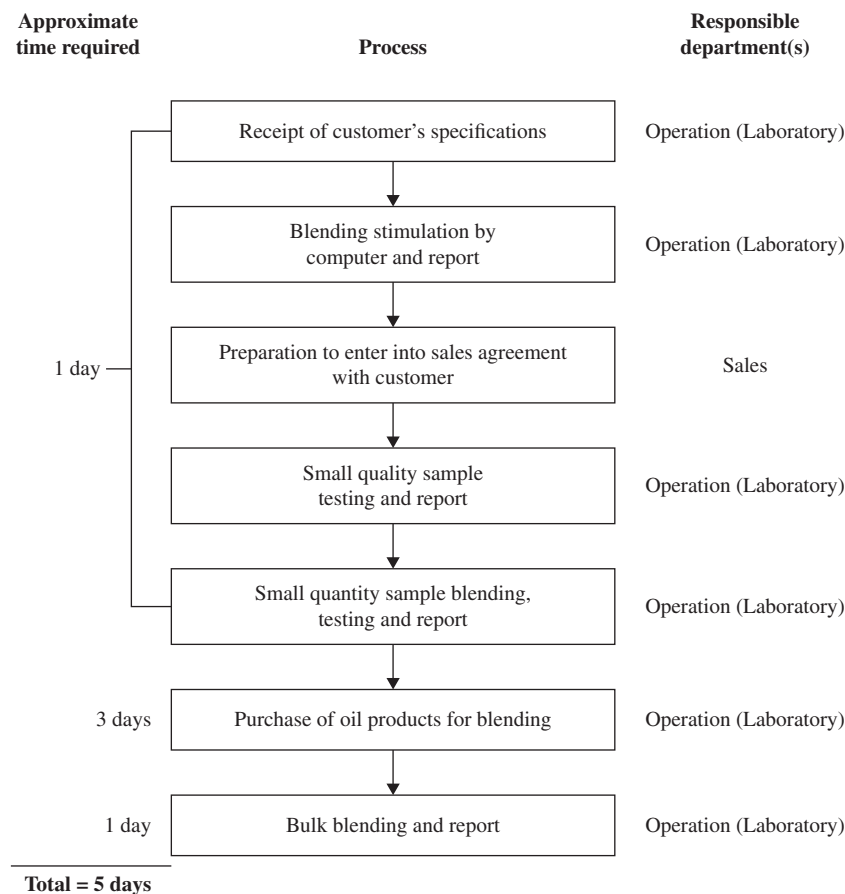 Approximate
time required
Process
Responsible
department(s)
Receipt of customer's specifications
Operation (Laboratory)
Blending stimulation by
computer and report
Operation (Laboratory)
1 day
Preparation to enter into sales agreement
with customer
Sales
Small quality sample
testing and report
Operation (Laboratory)
Small quantity sample blending,
testing and report
Operation (Laboratory)
3 days
Purchase of oil products for blending
Operation (Laboratory)
1 day
Bulk blending and report
Operation (Laboratory)
Total = 5 days